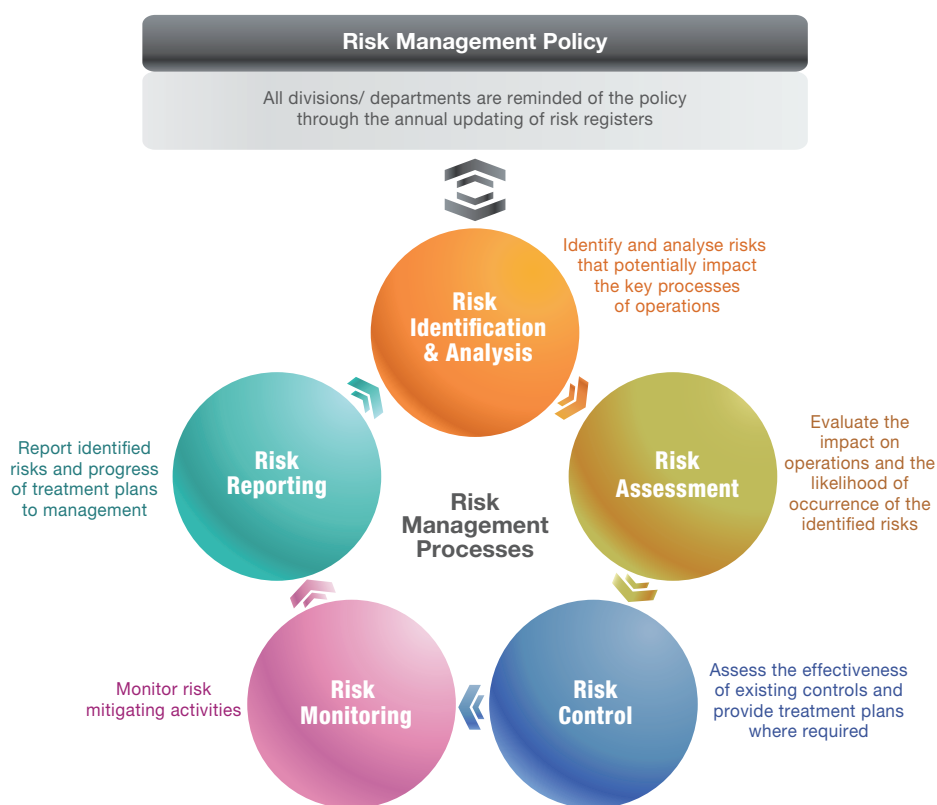 Risk Management Policy
All divisions/ departments are reminded of the policy
through the annual updating of risk registers
Risk
Identification
& Analysis
Identify and analyse risks
that potentially impact
the key processes
of operations
Risk
Assessment
Evaluate the
impact on
operations and the
likelihood of
occurrence of the
identified risks
Risk
Control
Assess the effectiveness
of existing controls and
provide treatment plans
where required
Risk
Monitoring
Monitor risk
mitigating activities
Risk
Reporting
Report identified
risks and progress
of treatment plans
to management
Risk
Management
Processes